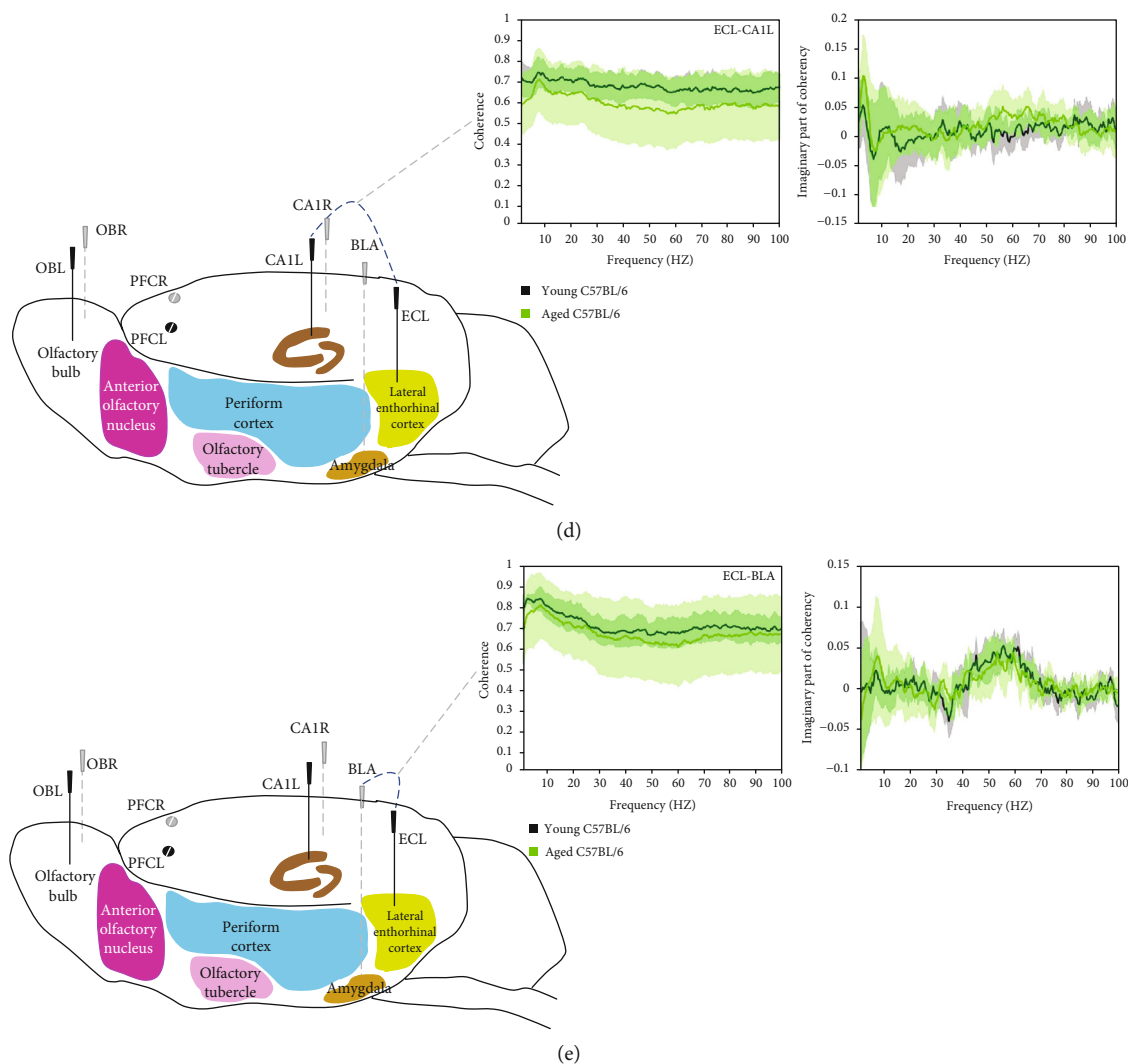 ECL-CA1L
Coherence
1
0.9
0.8
0.7
0.6
0.5
0.4
0.3
0.2
0.1
0
10 20 30 40 50 60 70 80 90 100
Frequency (HZ)
Imaginary part of coherency
0.2
0.15
0.1
0.05
0
−0.05
−0.1
−0.15
10 20 30 40 50 60 70 80 90 100
Frequency (HZ)
Young C57BL/6
Aged C57BL/6
OBR
OBL
PFCR
PFCL
CA1R
CA1L
BLA
ECL
Olfactory
bulb
Anterior
olfactory
nucleus
Periform
cortex
Olfactory
tubercle
Amygdala
Lateral
enthorhinal
cortex
(d)
ECL-BLA
Coherence
1
0.9
0.8
0.7
0.6
0.5
0.4
0.3
0.2
0.1
0
10 20 30 40 50 60 70 80 90 100
Frequency (HZ)
Imaginary part of coherency
0.15
0.1
0.05
0
−0.05
−0.1
10 20 30 40 50 60 70 80 90 100
Frequency (HZ)
Young C57BL/6
Aged C57BL/6
OBR
OBL
PFCR
PFCL
CA1R
CA1L
BLA
ECL
Olfactory
bulb
Anterior
olfactory
nucleus
Periform
cortex
Olfactory
tubercle
Amygdala
Lateral
enthorhinal
cortex
(e)